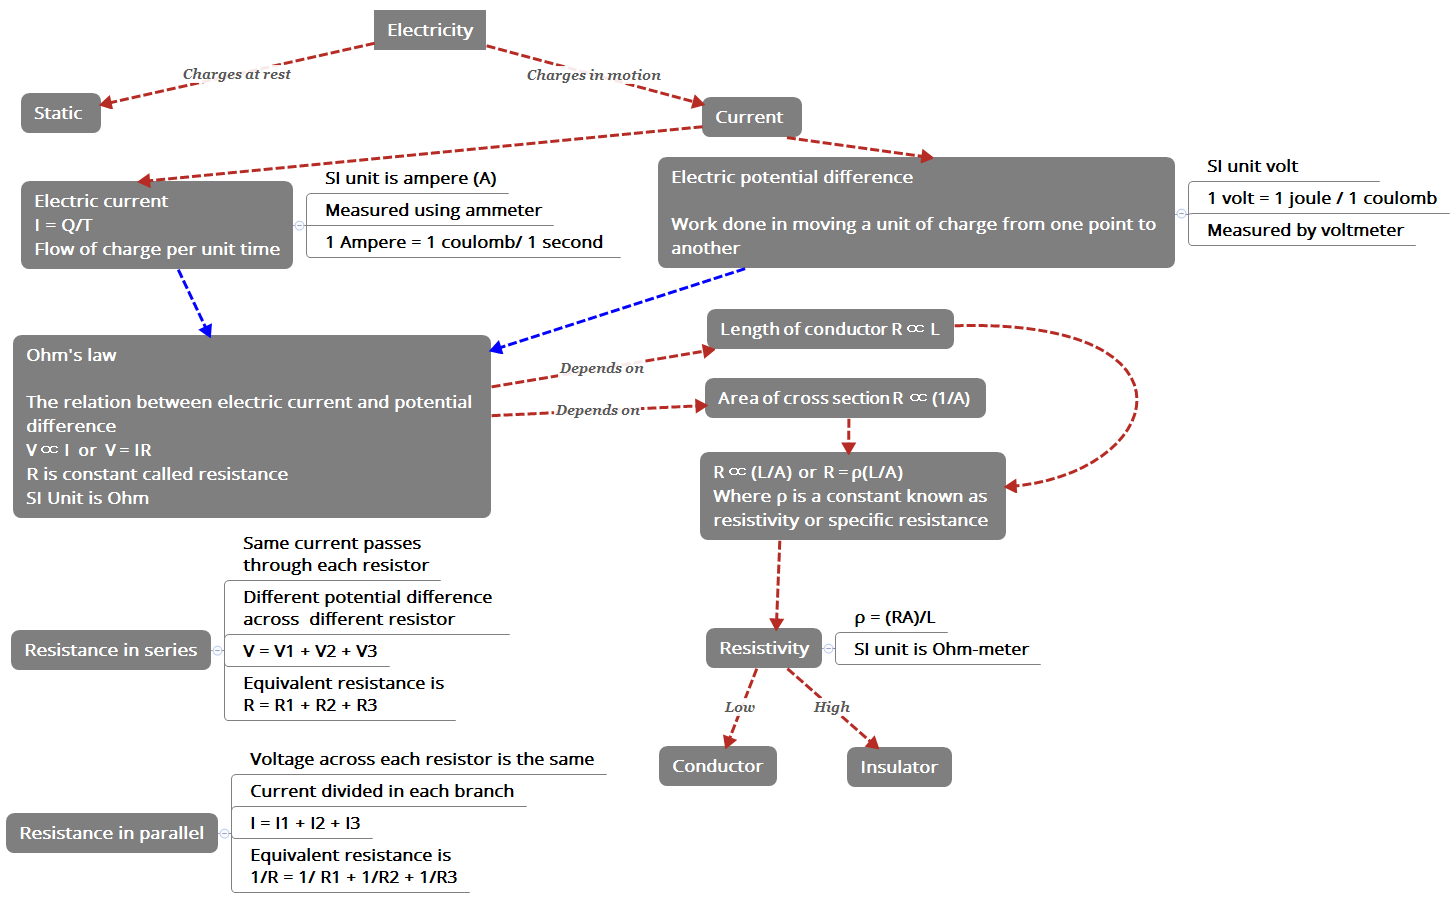 Electricity
Charges at rest
Charges in motion
Static
Current
Electric current
I = Q/T
Flow of charge per unit time
SI unit is ampere (A)
Measured using ammeter
1 Ampere = 1 coulomb/ 1 second
Electric potential difference
Work done in moving a unit of charge from one point to
another
SI unit volt
1 volt = 1 joule / 1 coulomb
Measured by voltmeter
Ohm's law
The relation between electric current and potential
difference
V ∝ I or V = IR
R is constant called resistance
SI Unit is Ohm
Depends on
Length of conductor R ∝ L
Depends on
Area of cross section R ∝ (1/A)
R ∝ (L/A) or R = ρ(L/A)
Where ρ is a constant known as
resistivity or specific resistance
Resistivity
ρ = (RA)/L
SI unit is Ohm-meter
Low
High
Conductor
Insulator
Resistance in series
Same current passes
through each resistor
Different potential difference
across different resistor
V = V1 + V2 + V3
Equivalent resistance is
R = R1 + R2 + R3
Resistance in parallel
Voltage across each resistor is the same
Current divided in each branch
I = I1 + I2 + I3
Equivalent resistance is
1/R = 1/ R1 + 1/R2 + 1/R3